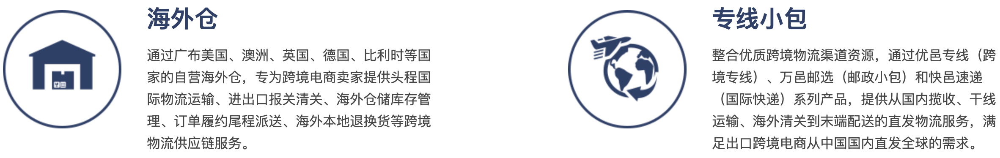 海外仓
通过广布美国、澳洲、英国、德国、比利时等国
家的自营海外仓，专为跨境电商卖家提供头程国
际物流运输、进出口报关清关、海外仓储库存管
理、订单履约尾程派送、海外本地退换货等跨境
物流供应链服务。
专线小包
整合优质跨境物流渠道资源，通过优邑专线（跨
境专线）、万邑邮选（邮政小包）和快邑速递
（国际快递）系列产品，提供从国内揽收、干线
运输、海外清关到末端配送的直发物流服务，满
足出口跨境电商从中国国内直发全球的需求。